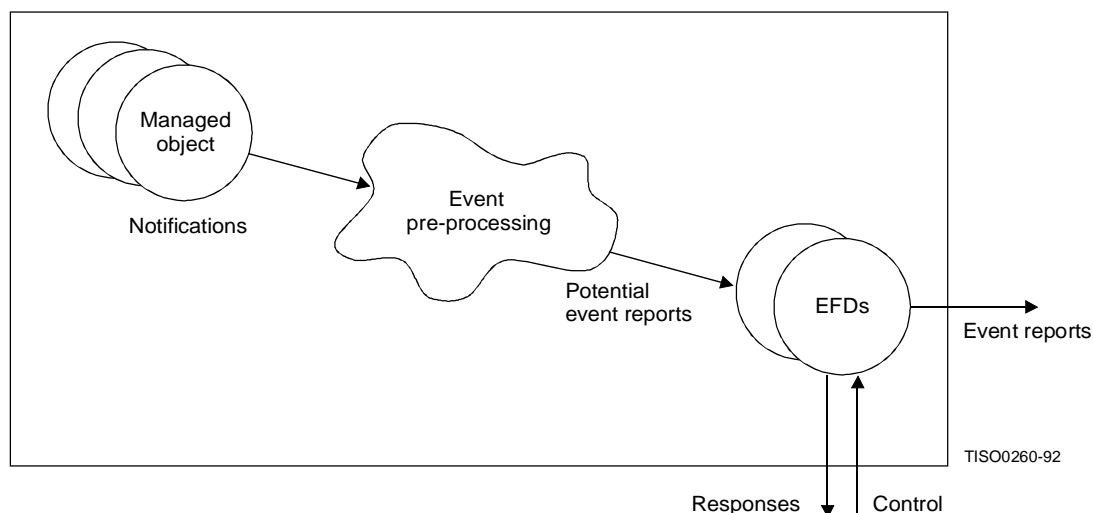 Managed
object
Notifications
Event
pre-processing
Potential
event reports
EFDs
Event reports
TISO0260-92
Responses
Control